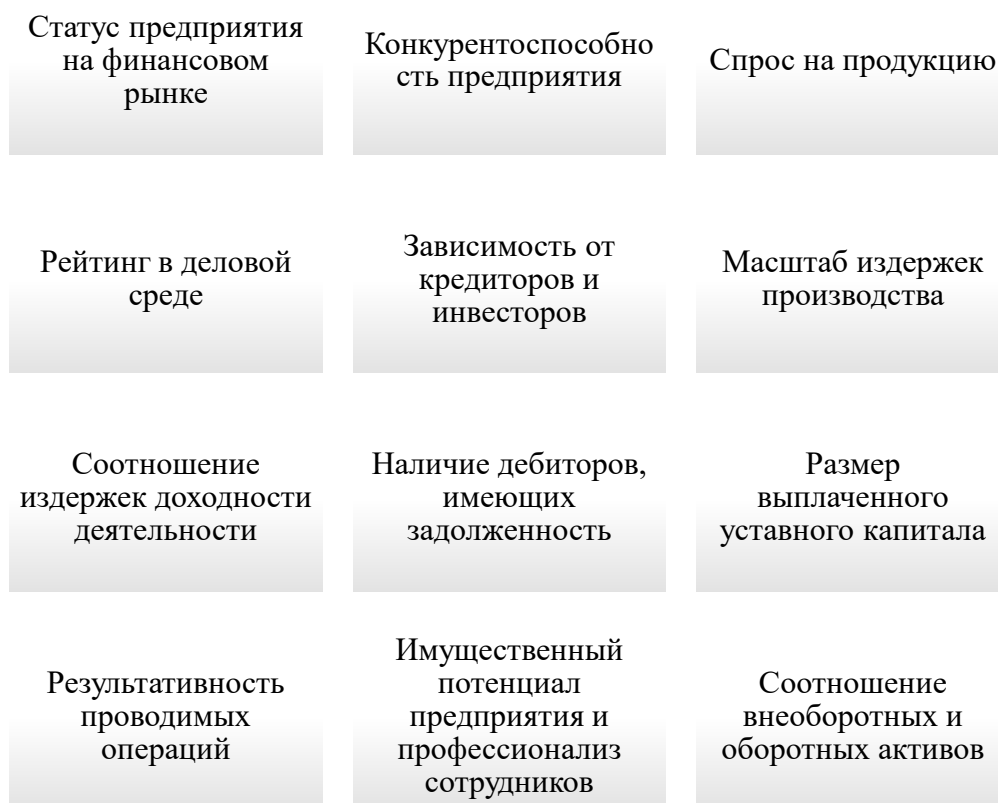 Статус предприятия
на финансовом
рынке
Конкурентоспособно
сть предприятия
Спрос на продукцию
Рейтинг в деловой
среде
Зависимость от
кредиторов и
инвесторов
Масштаб издержек
производства
Соотношение
издержек доходности
деятельности
Наличие дебиторов,
имеющих
задолженность
Размер
выплаченного
уставного капитала
Результативность
проводимых
операций
Имущественный
потенциал
предприятия и
профессионализ
сотрудников
Соотношение
внеоборотных и
оборотных активов